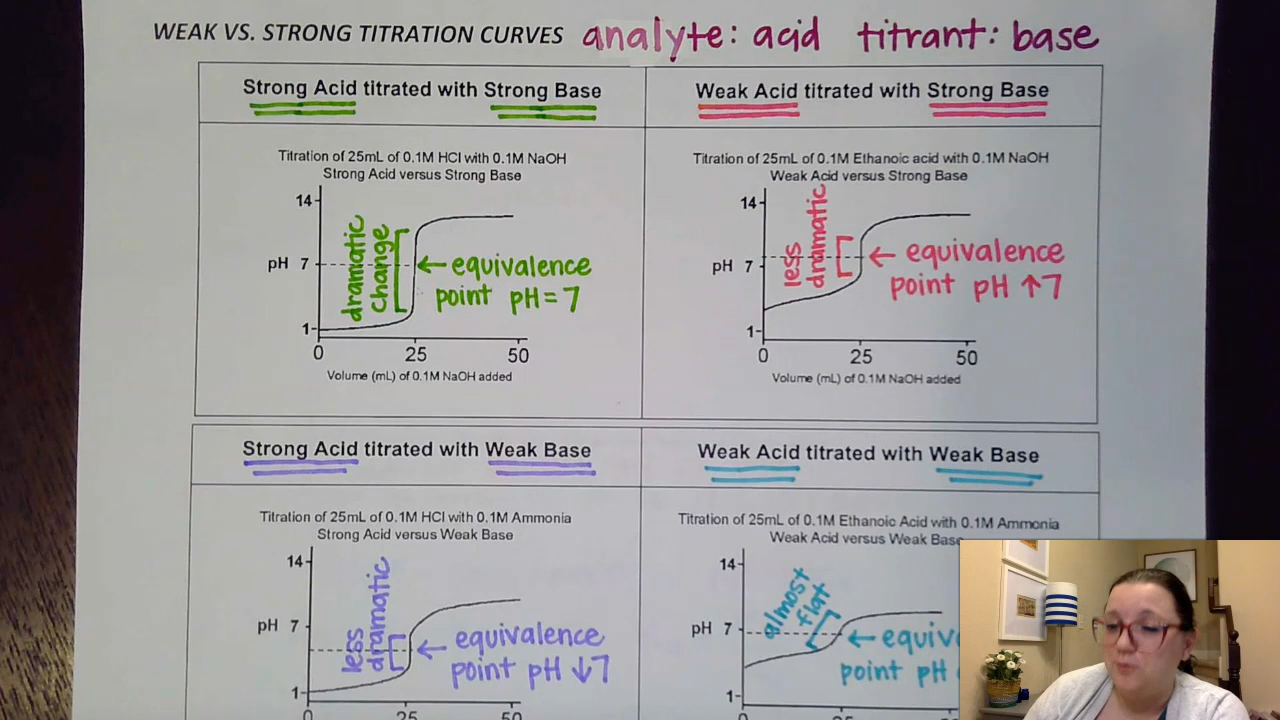 WEAK VS. STRONG TITRATION CURVES analyte: acid titrant: base
Strong Acid titrated with Strong Base
Titration of 25mL of 0.1M HCl with 0.1M NaOH
Strong Acid versus Strong Base
14
pH 7
1
0 25 50
Volume (mL) of 0.1M NaOH added
dramatic
change
← equivalence
point pH = 7
Weak Acid titrated with Strong Base
Titration of 25mL of 0.1M Ethanoic acid with 0.1M NaOH
Weak Acid versus Strong Base
14
pH 7
1
0 25 50
Volume (mL) of 0.1M NaOH added
less
dramatic
← equivalence
point pH ↑7
Strong Acid titrated with Weak Base
Titration of 25mL of 0.1M HCl with 0.1M Ammonia
Strong Acid versus Weak Base
14
pH 7
1
0 25 50
less
dramatic
← equivalence
point pH ↓7
Weak Acid titrated with Weak Base
Titration of 25mL of 0.1M Ethanoic Acid with 0.1M Ammonia
Weak Acid versus Weak Base
14
pH 7
1
0 25
almost
flat
← equiv
point pH